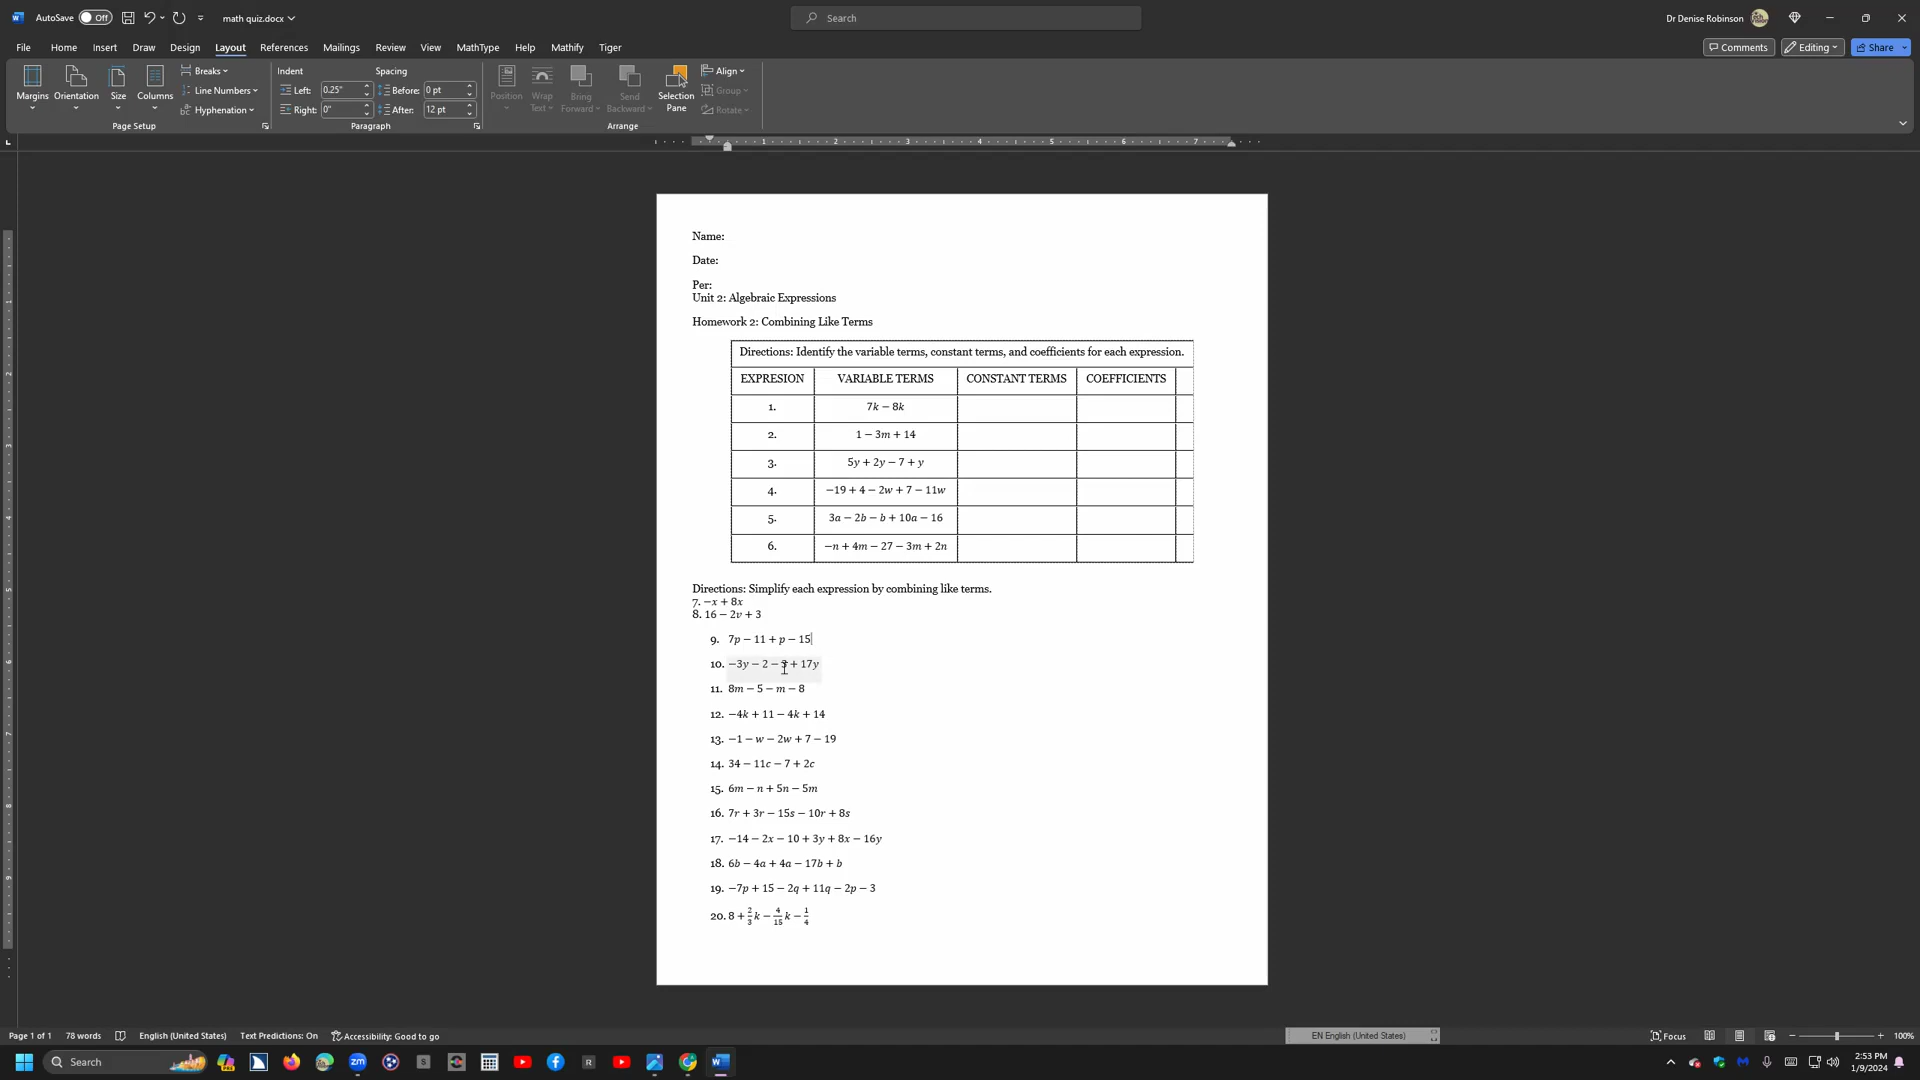 AutoSave Off math quiz.docx Search Dr Denise Robinson
File Home Insert Draw Design Layout References Mailings Review View MathType Help Mathify Tiger Comments Editing Share
Margins Orientation Size Columns Breaks Line Numbers Hyphenation
Page Setup
Indent Spacing
Left: 0.25" Before: 0 pt
Right: 0" After: 12 pt
Paragraph
Position Wrap Text Bring Forward Send Backward Selection Pane Align Group Rotate
Arrange
Name:
Date:
Per:
Unit 2: Algebraic Expressions
Homework 2: Combining Like Terms
Directions: Identify the variable terms, constant terms, and coefficients for each expression.
EXPRESION VARIABLE TERMS CONSTANT TERMS COEFFICIENTS
1. 7k − 8k
2. 1 − 3m + 14
3. 5y + 2y − 7 + y
4. −19 + 4 − 2w + 7 − 11w
5. 3a − 2b − b + 10a − 16
6. −n + 4m − 27 − 3m + 2n
Directions: Simplify each expression by combining like terms.
7. −x + 8x
8. 16 − 2v + 3
9. 7p − 11 + p − 15
10. −3y − 2 − + 17y
11. 8m − 5 − m − 8
12. −4k + 11 − 4k + 14
13. −1 − w − 2w + 7 − 19
14. 34 − 11c − 7 + 2c
15. 6m − n + 5n − 5m
16. 7r + 3r − 15s − 10r + 8s
17. −14 − 2x − 10 + 3y + 8x − 16y
18. 6b − 4a + 4a − 17b + b
19. −7p + 15 − 2q + 11q − 2p − 3
20. 8 + 2/3 k − 4/15 k − 1/4
Page 1 of 1 78 words English (United States) Text Predictions: On Accessibility: Good to go EN English (United States) Focus 100%
Search 2:53 PM
1/9/2024